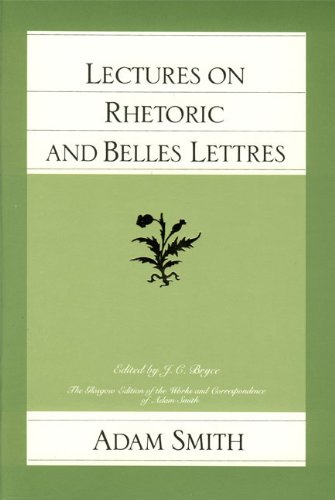 LECTURES ON
RHETORIC
AND BELLES LETTRES
Edited by J. C. Bryce
The Glasgow Edition of the Works and Correspondence
of Adam Smith
ADAM SMITH